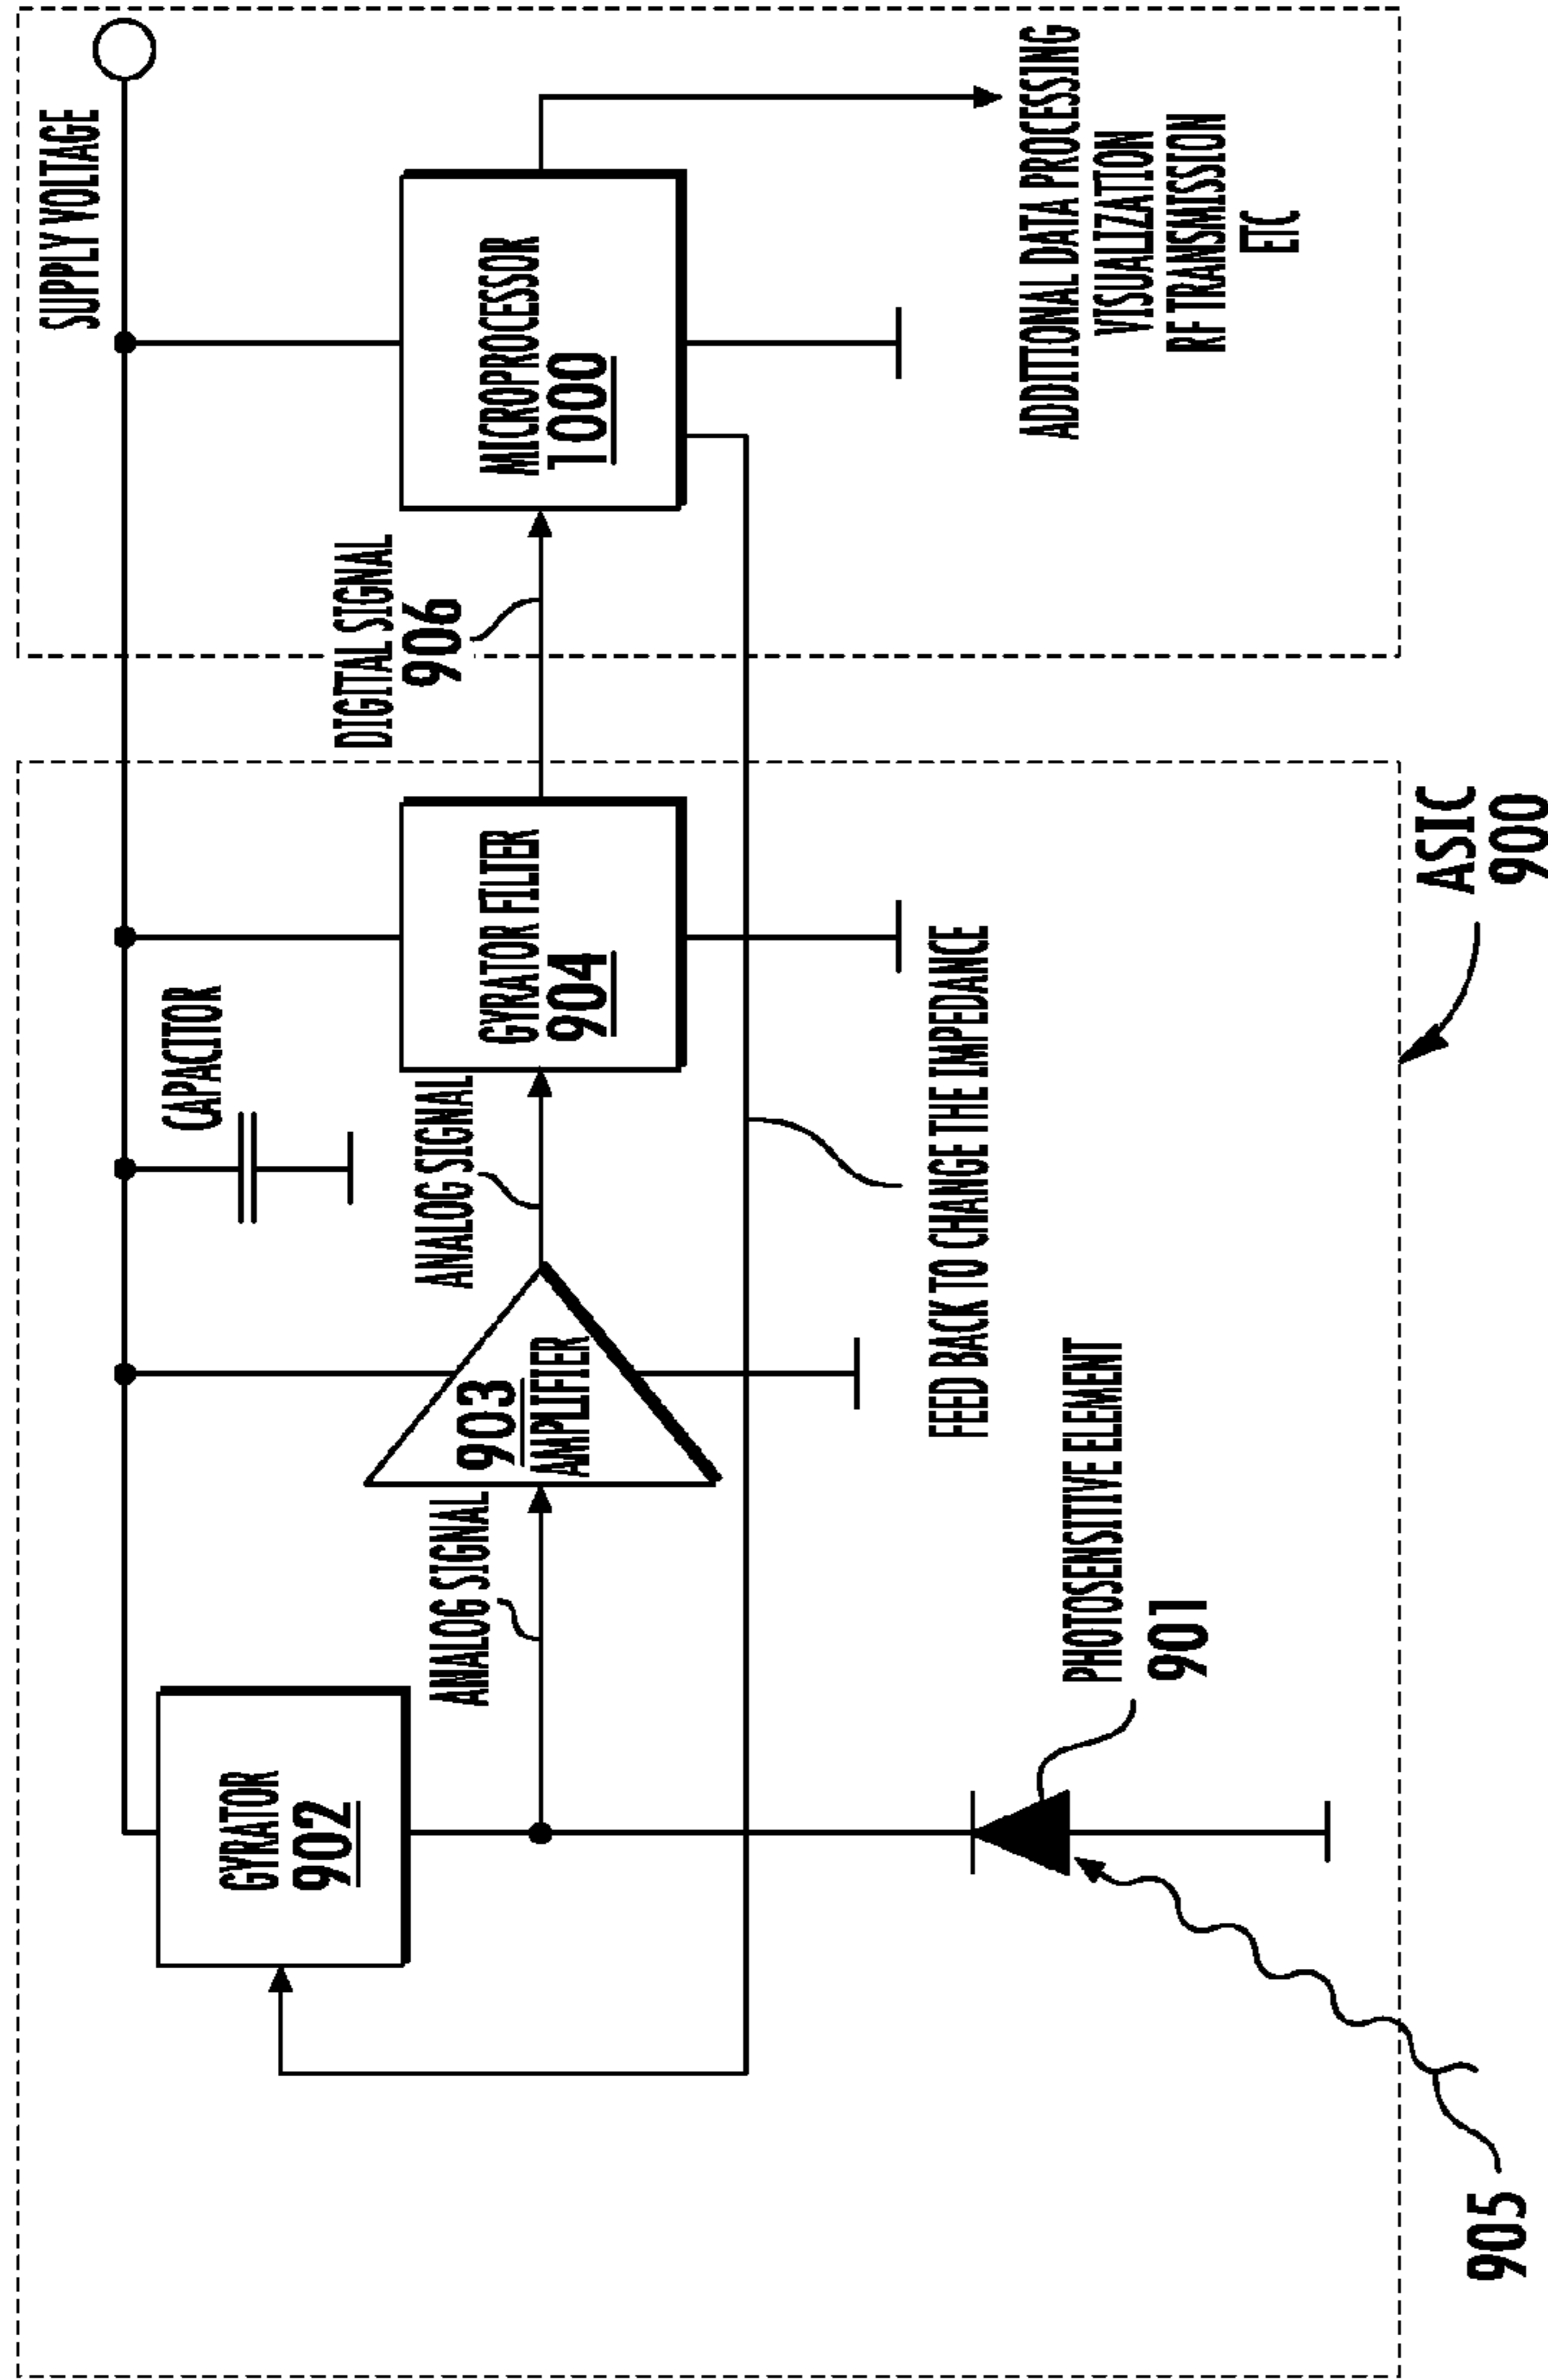 SUPPLY VOLTAGE
CAPACITOR
GYRATOR
902
ANALOG SIGNAL
903
AMPLIFIER
ANALOG SIGNAL
GYRATOR FILTER
904
DIGITAL SIGNAL
906
MICROPROCESSOR
1000
FEED BACK TO CHANGE THE IMPEDANCE
PHOTOSENSITIVE ELEMENT
901
ADDITIONAL DATA PROCESSING
VISUALIZATION
RF TRANSMISSION
ETC
905
ASIC
900